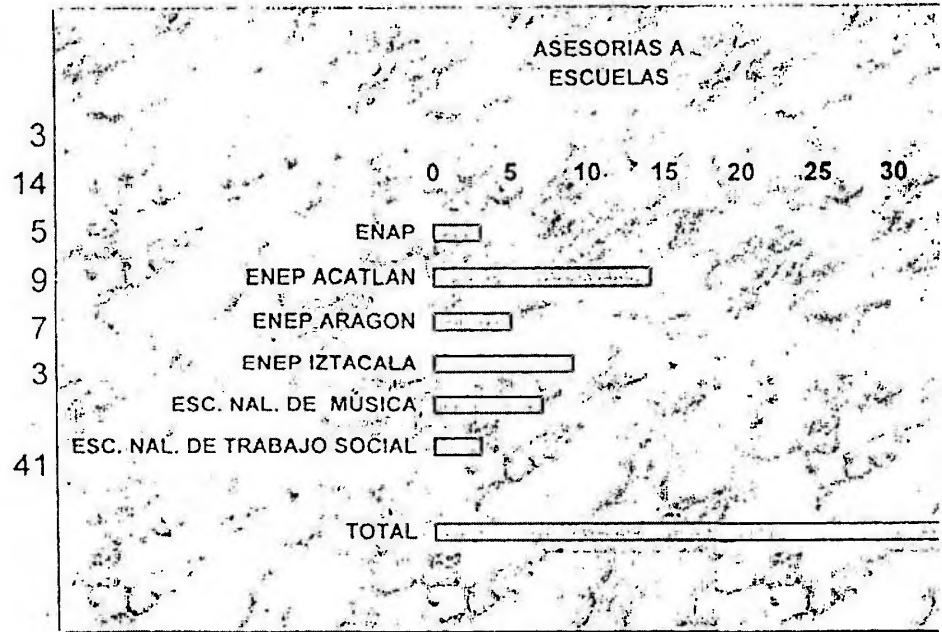 ASESORIAS A
ESCUELAS
3
14
5
9
7
3
41
0 5 10 15 20 25 30
ENAP
ENEP ACATLAN
ENEP ARAGON
ENEP IZTACALA
ESC. NAL. DE MÚSICA
ESC. NAL. DE TRABAJO SOCIAL
TOTAL